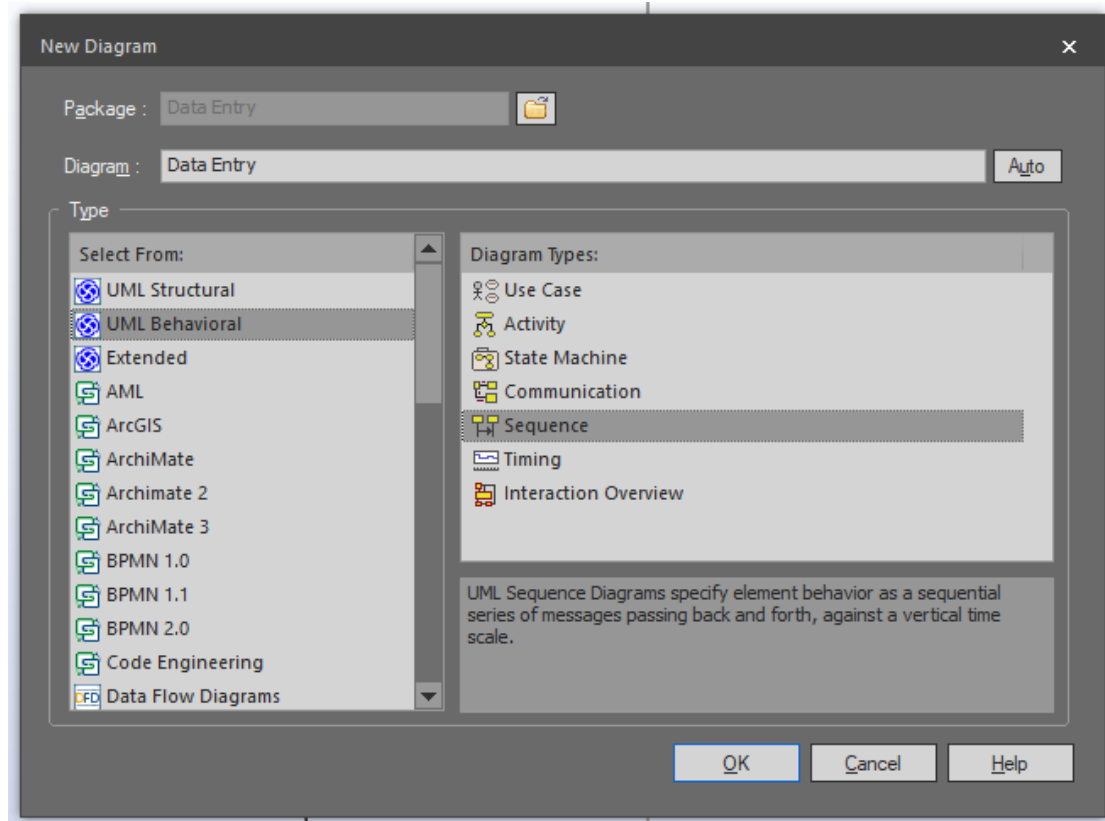 New Diagram
Package :
Data Entry
Diagram :
Data Entry
Auto
Type
Select From:
UML Structural
UML Behavioral
Extended
AML
ArcGIS
ArchiMate
Archimate 2
ArchiMate 3
BPMN 1.0
BPMN 1.1
BPMN 2.0
Code Engineering
DFD Data Flow Diagrams
Diagram Types:
Use Case
Activity
State Machine
Communication
Sequence
Timing
Interaction Overview
UML Sequence Diagrams specify element behavior as a sequential
series of messages passing back and forth, against a vertical time
scale.
OK
Cancel
Help